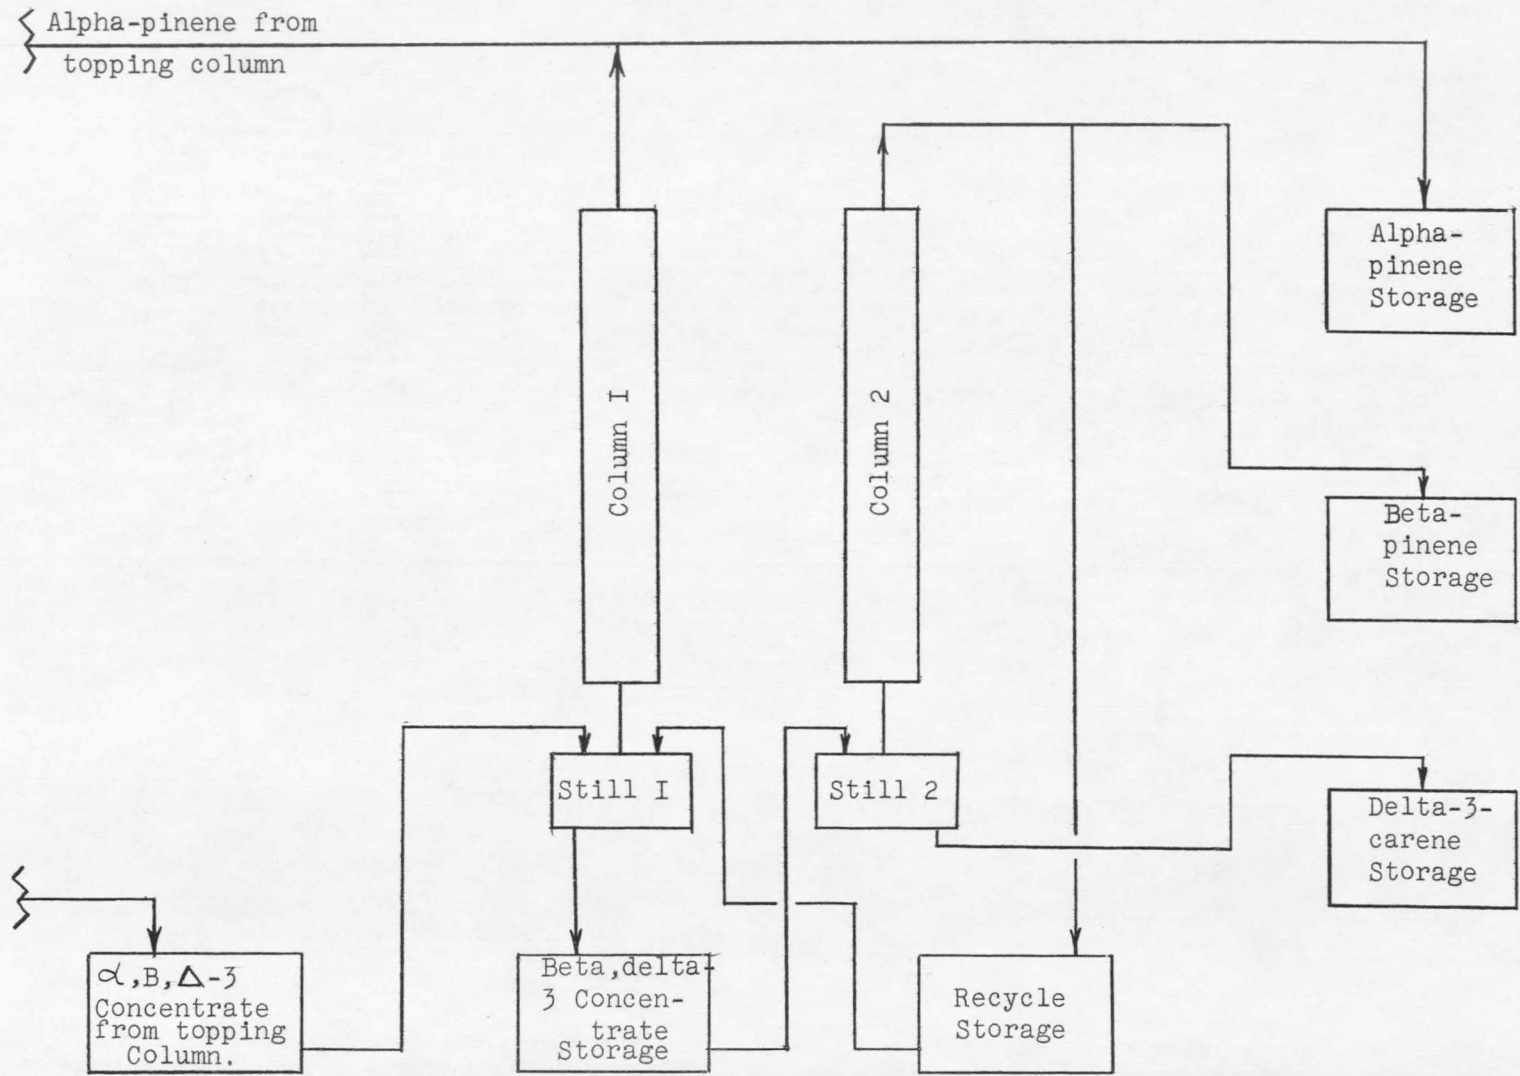 Alpha-pinene from
topping column
Alpha-
pinene
Storage
Column I
Column 2
Beta-
pinene
Storage
Still I
Still 2
Delta-3-
carene
Storage
α,B,Δ-3
Concentrate
from topping
Column.
Beta,delta-
3 Concen-
trate
Storage
Recycle
Storage